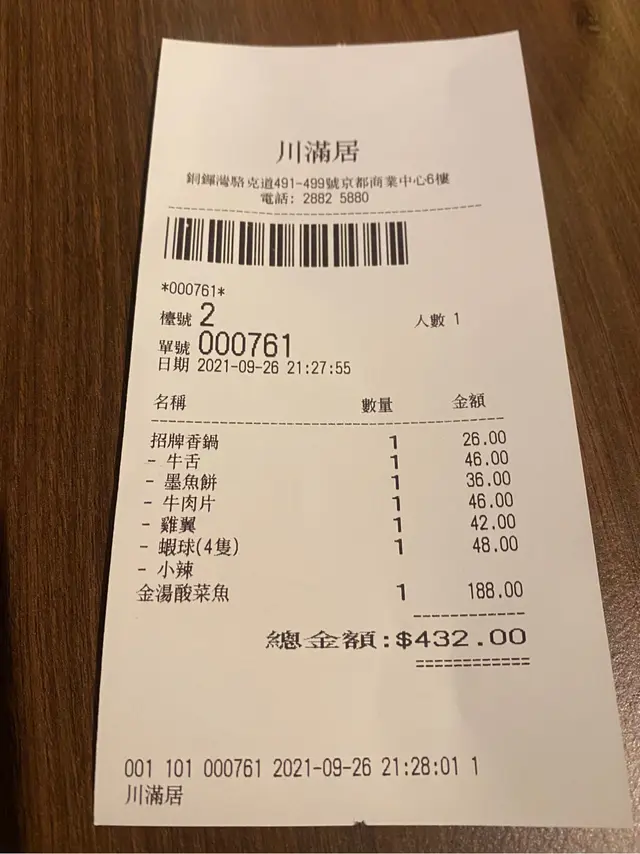 川滿居
銅鑼灣駱克道491-499號京都商業中心6樓
電話: 2882 5880
*000761*
檯號 2 人數 1
單號 000761
日期 2021-09-26 21:27:55
名稱 數量 金額
招牌香鍋 1 26.00
- 牛舌 1 46.00
- 墨魚餅 1 36.00
- 牛肉片 1 46.00
- 雞翼 1 42.00
- 蝦球(4隻) 1 48.00
- 小辣
金湯酸菜魚 1 188.00
總金額:$432.00
001 101 000761 2021-09-26 21:28:01 1
川滿居